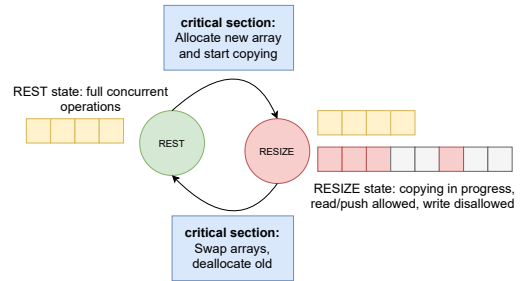 critical section:
Allocate new array
and start copying
REST state: full concurrent
operations
REST
RESIZE
RESIZE state: copying in progress,
read/push allowed, write disallowed
critical section:
Swap arrays,
deallocate old